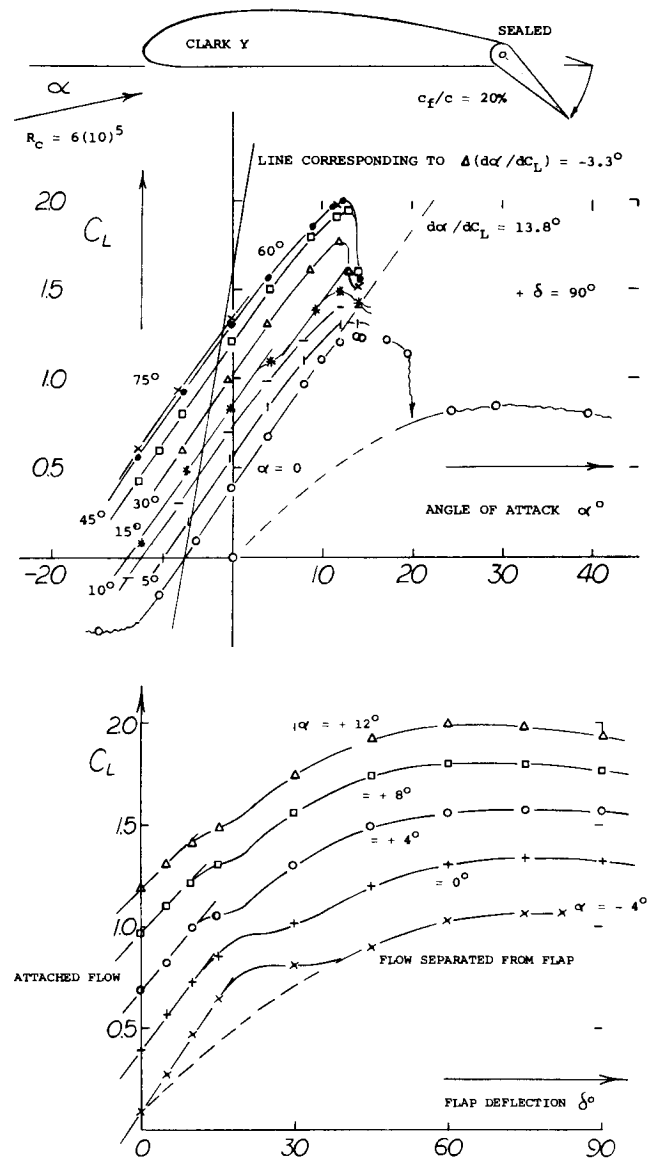 CLARK Y
SEALED
α
c_f/c = 20%
R_C = 6(10)^5
LINE CORRESPONDING TO Δ(dα/dC_L) = -3.3°
C_L
2.0
60°
dα/dC_L = 13.8°
1.5
+ δ = 90°
75°
1.0
α = 0
0.5
ANGLE OF ATTACK α°
45°
30°
15°
10°
5°
-20
10
20
30
40
C_L
2.0
α = + 12°
= + 8°
1.5
= + 4°
= 0°
1.0
α = - 4°
ATTACHED FLOW
FLOW SEPARATED FROM FLAP
0.5
FLAP DEFLECTION δ°
0
30
60
90